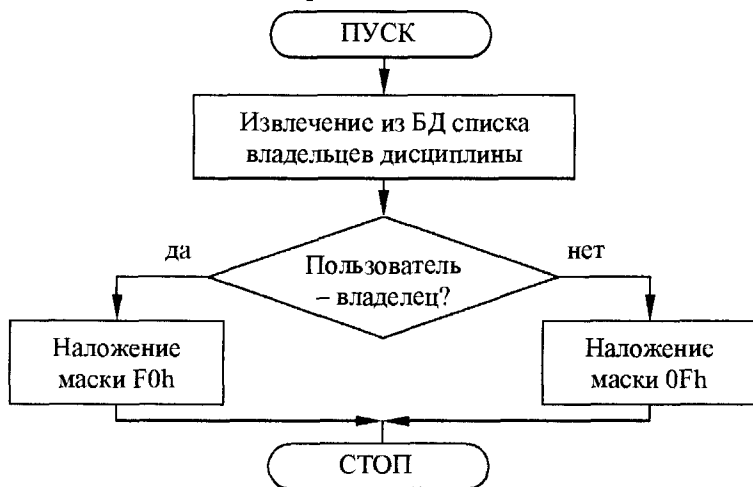 ПУСК
Извлечение из БД списка
владельцев дисциплины
да
нет
Пользователь
– владелец?
Наложение
маски F0h
Наложение
маски 0Fh
СТОП